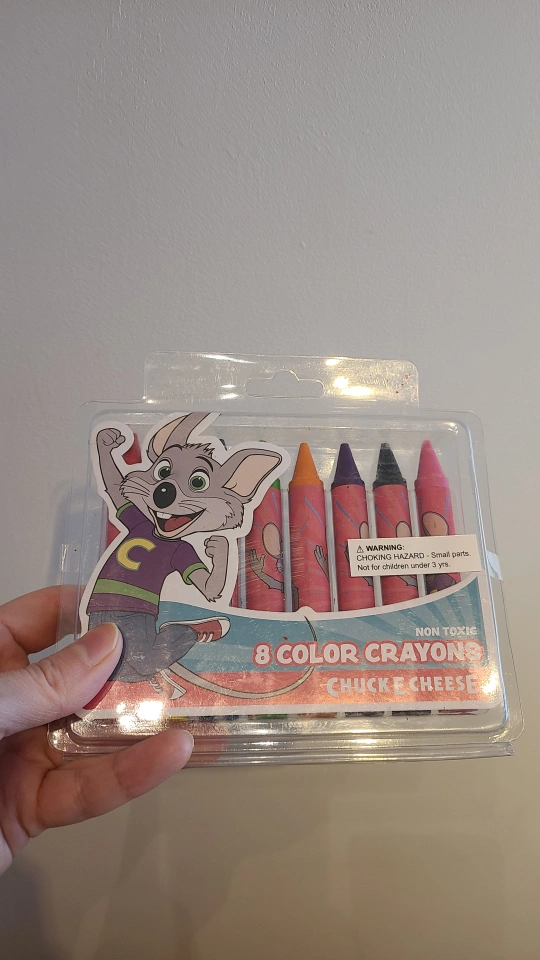 C
⚠ WARNING:
CHOKING HAZARD - Small parts.
Not for children under 3 yrs.
NON TOXIC
8 COLOR CRAYONS
CHUCK E CHEESE